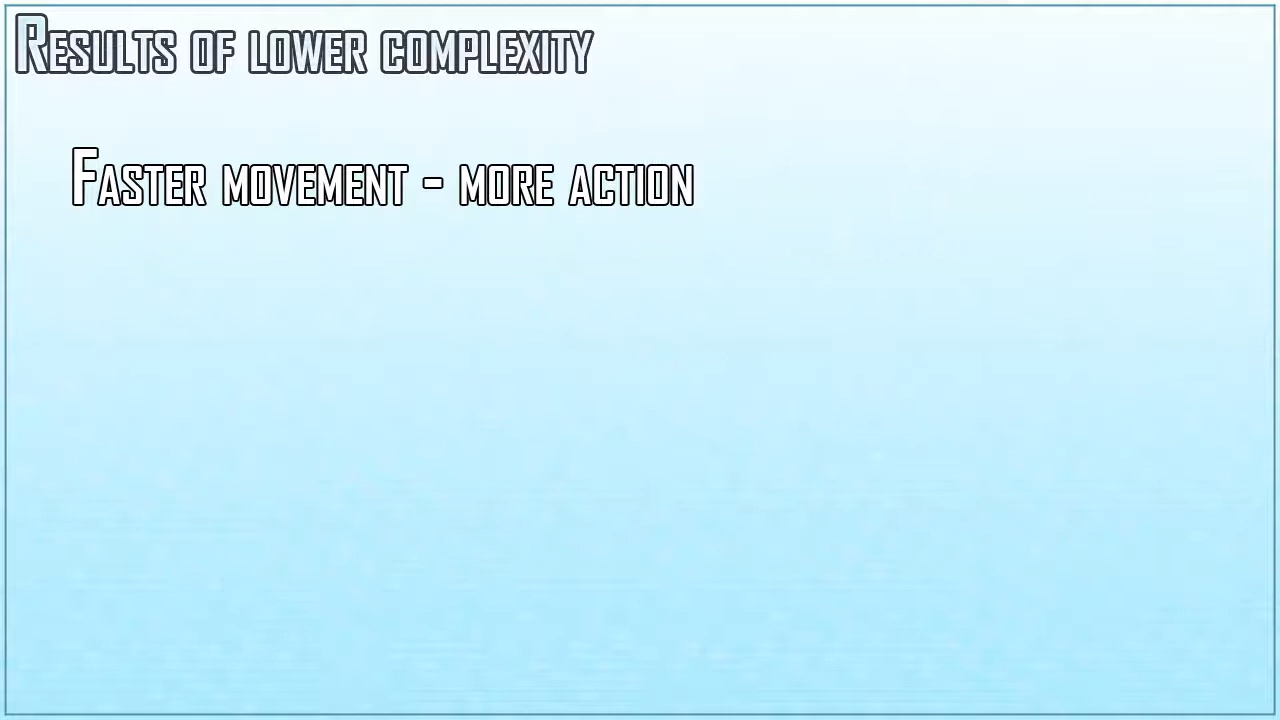 Results of lower complexity
Faster movement - more action